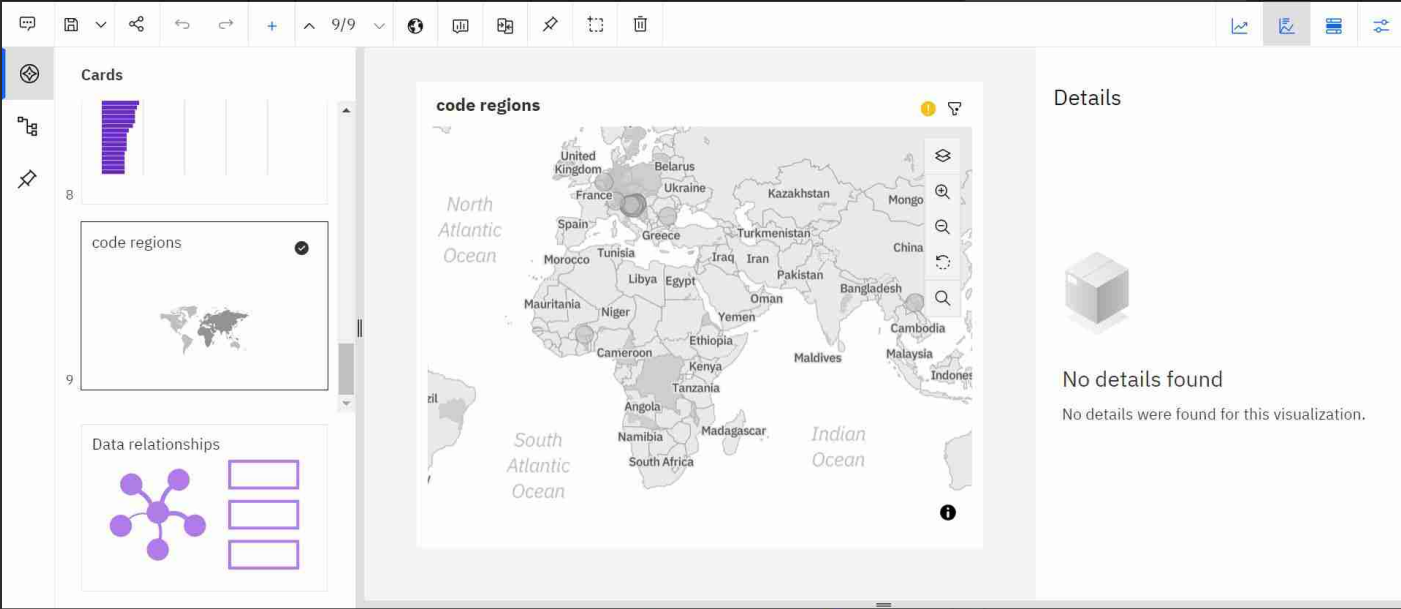 9/9
Cards
8
code regions
9
Data relationships
code regions
United
Kingdom
Belarus
Ukraine
France
Kazakhstan
Mongo
North
Atlantic
Ocean
Spain
Greece
Turkmenistan
China
Morocco
Tunisia
Iraq
Iran
Pakistan
Libya
Egypt
Bangladesh
Mauritania
Niger
Oman
Yemen
Cambodia
Cameroon
Ethiopia
Maldives
Malaysia
Kenya
Indones
Tanzania
zil
Angola
Madagascar
Namibia
South Africa
South
Atlantic
Ocean
Indian
Ocean
Details
No details found
No details were found for this visualization.